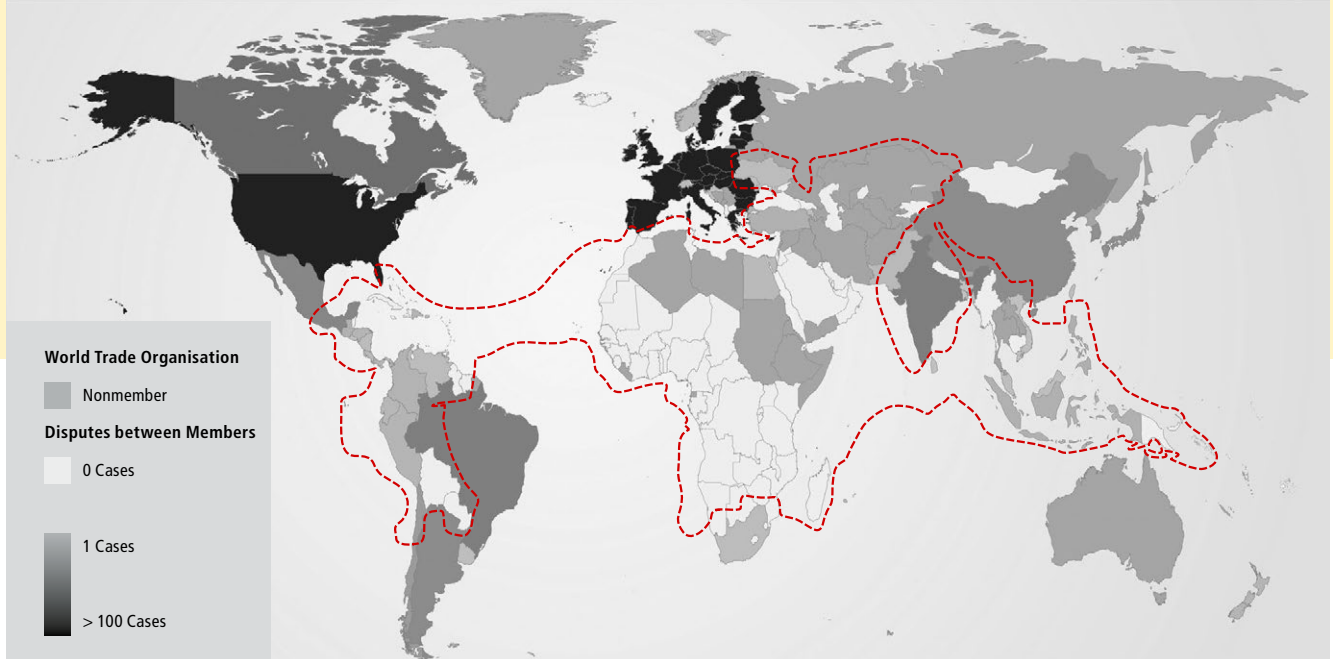 World Trade Organisation
Nonmember
Disputes between Members
0 Cases
1 Cases
> 100 Cases